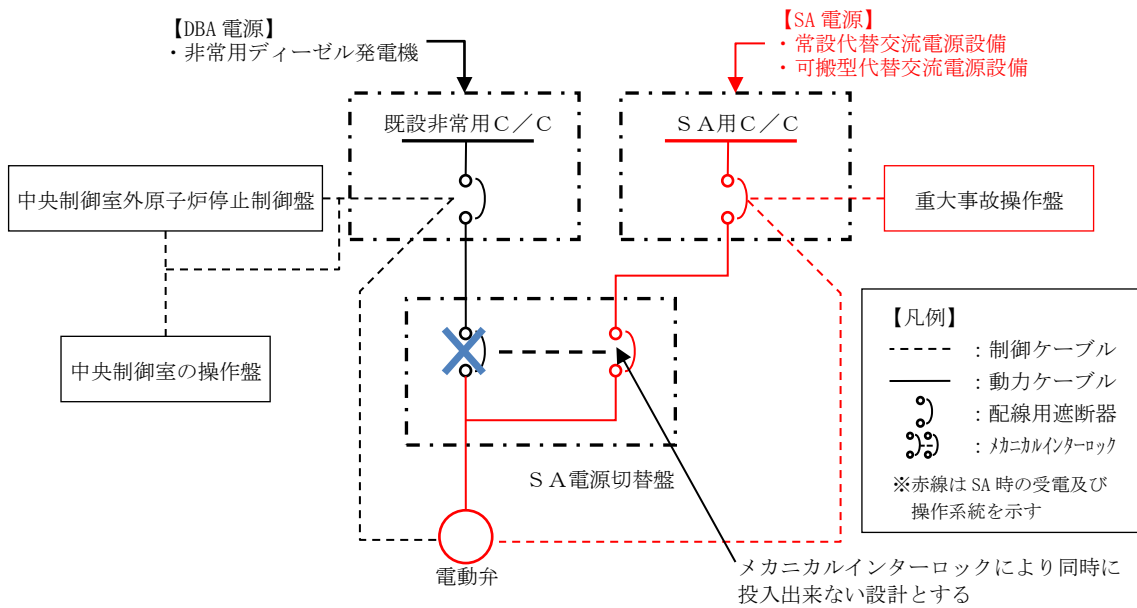 【DBA 電源】
・非常用ディーゼル発電機
【SA 電源】
・常設代替交流電源設備
・可搬型代替交流電源設備
既設非常用C／C
ＳＡ用Ｃ／Ｃ
中央制御室外原子炉停止制御盤
重大事故操作盤
中央制御室の操作盤
【凡例】
：制御ケーブル
：動力ケーブル
：配線用遮断器
：ﾒｶﾆｶﾙｲﾝﾀｰﾛｯｸ
※赤線は SA 時の受電及び
操作系統を示す
ＳＡ電源切替盤
電動弁
メカニカルインターロックにより同時に
投入出来ない設計とする